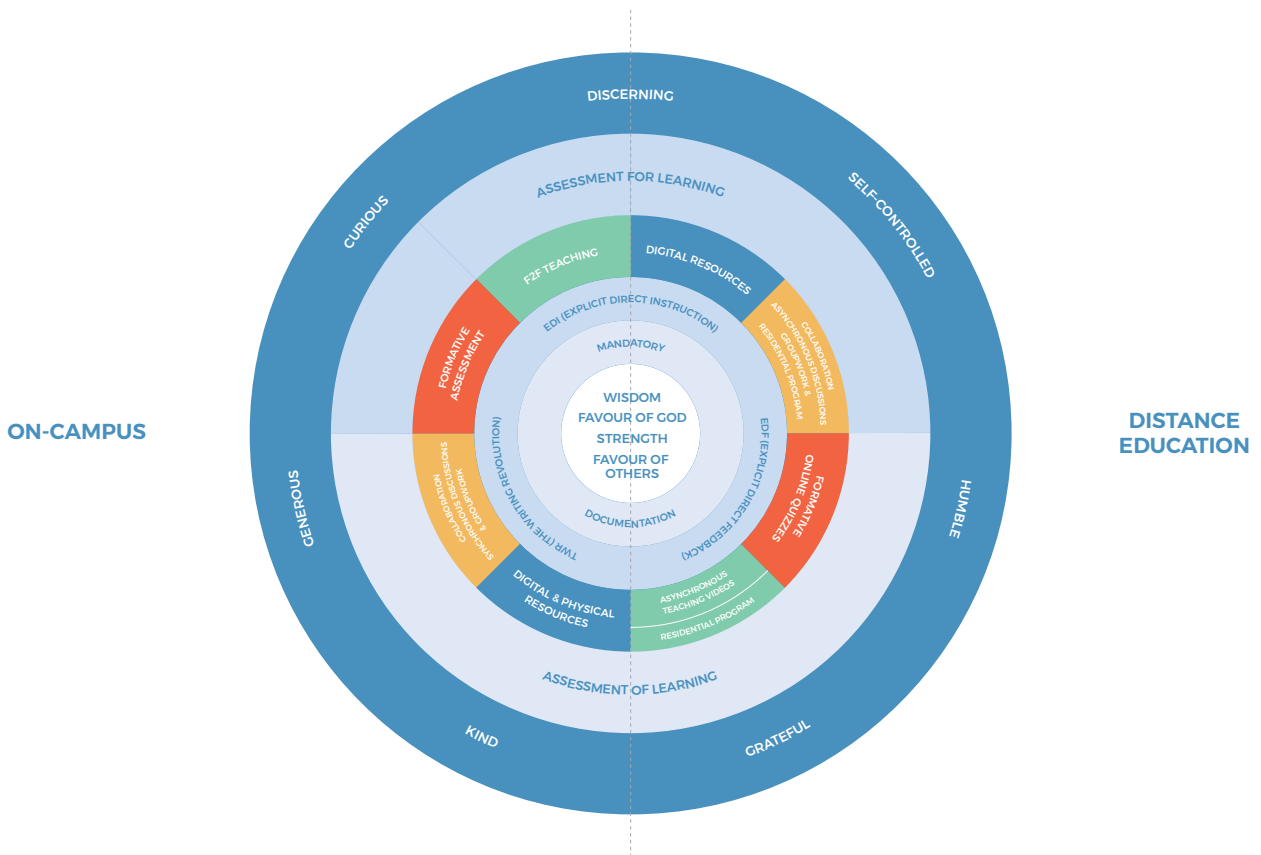 DISCERNING
SELF-CONTROLLED
HUMBLE
GRATEFUL
KIND
GENEROUS
CURIOUS
ON-CAMPUS
DISTANCE
EDUCATION
ASSESSMENT FOR LEARNING
ASSESSMENT OF LEARNING
F2F TEACHING
DIGITAL RESOURCES
COLLABORATION
ASYNCHRONOUS DISCUSSIONS
GROUPWORK &
RESIDENTIAL PROGRAM
FORMATIVE
ONLINE QUIZZES
ASYNCHRONOUS
TEACHING VIDEOS
RESIDENTIAL PROGRAM
DIGITAL & PHYSICAL
RESOURCES
COLLABORATION
SYNCHRONOUS DISCUSSIONS
& GROUPWORK
FORMATIVE
ASSESSMENT
EDI (EXPLICIT DIRECT INSTRUCTION)
EDF (EXPLICIT DIRECT FEEDBACK)
TWR (THE WRITING REVOLUTION)
MANDATORY
DOCUMENTATION
WISDOM
FAVOUR OF GOD
STRENGTH
FAVOUR OF
OTHERS